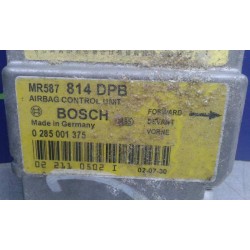 MR587 814 DPB
AIRBAG CONTROL UNIT
BOSCH
Made in Germany
0 285 001 375
FORWARD
DEVANT
VORNE
02 211 0502 I
02-07-30